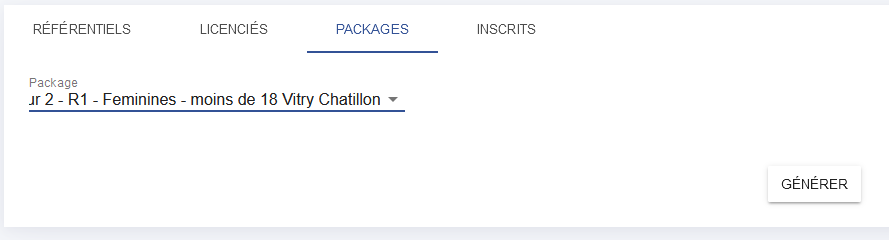 RÉFÉRENTIELS LICENCIÉS PACKAGES INSCRITS
Package
ur 2 - R1 - Feminines - moins de 18 Vitry Chatillon
GÉNÉRER